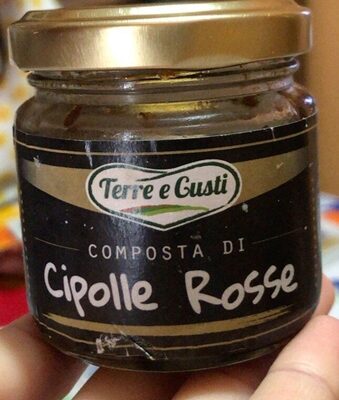 Terre e Gusti
COMPOSTA DI
Cipolle Rosse